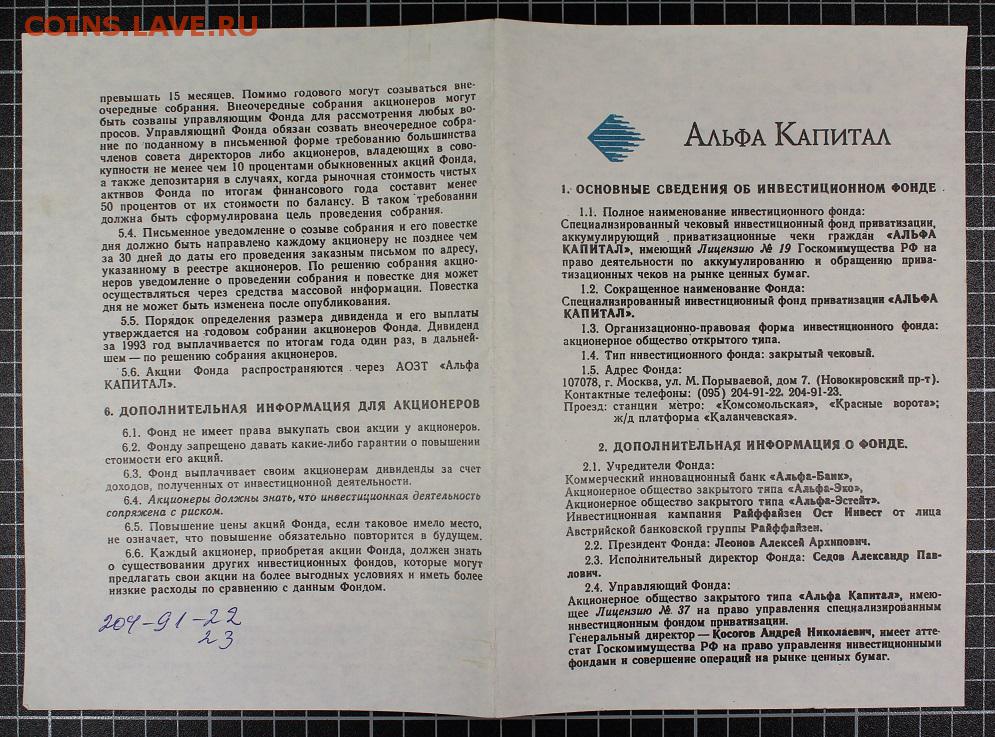 COINS.LAVE.RU
превышать 15 месяцев. Помимо годового могут созываться вне-
очередные собрания. Внеочередные собрания акционеров могут
быть созваны управляющим Фонда для рассмотрения любых во-
просов. Управляющий Фонда обязан созвать внеочередное собра-
ние по поданному в письменной форме требованию большинства
членов совета директоров либо акционеров, владеющих в сово-
купности не менее чем 10 процентами обыкновенных акций Фонда,
а также депозитария в случаях, когда рыночная стоимость чистых
активов Фонда по итогам финансового года составит менее
50 процентов от их стоимости по балансу. В таком требовании
должна быть сформулирована цель проведения собрания.
5.4. Письменное уведомление о созыве собрания и его повестке
дня должно быть направлено каждому акционеру не позднее чем
за 30 дней до даты его проведения заказным письмом по адресу,
указанному в реестре акционеров. По решению собрания акцио-
неров уведомление о проведении собрания и повестке дня может
осуществляться через средства массовой информации. Повестка
дня не может быть изменена после опубликования.
5.5. Порядок определения размера дивиденда и его выплаты
утверждается на годовом собрании акционеров Фонда. Дивиденд
за 1993 год выплачивается по итогам года один раз, в дальней-
шем — по решению собрания акционеров.
5.6. Акции Фонда распространяются через АОЗТ «Альфа
КАПИТАЛ».
6. ДОПОЛНИТЕЛЬНАЯ ИНФОРМАЦИЯ ДЛЯ АКЦИОНЕРОВ
6.1. Фонд не имеет права выкупать свои акции у акционеров.
6.2. Фонду запрещено давать какие-либо гарантии о повышении
стоимости его акций.
6.3. Фонд выплачивает своим акционерам дивиденды за счет
доходов, полученных от инвестиционной деятельности.
6.4. Акционеры должны знать, что инвестиционная деятельность
сопряжена с риском.
6.5. Повышение цены акций Фонда, если таковое имело место,
не означает, что повышение обязательно повторится в будущем.
6.6. Каждый акционер, приобретая акции Фонда, должен знать
о существовании других инвестиционных фондов, которые могут
предлагать свои акции на более выгодных условиях и иметь более
низкие расходы по сравнению с данным Фондом.
204-91-22
23
Альфа Капитал
1. ОСНОВНЫЕ СВЕДЕНИЯ ОБ ИНВЕСТИЦИОННОМ ФОНДЕ
1.1. Полное наименование инвестиционного фонда:
Специализированный чековый инвестиционный фонд приватизации,
аккумулирующий приватизационные чеки граждан «АЛЬФА
КАПИТАЛ», имеющий Лицензию № 19 Госкомимущества РФ на
право деятельности по аккумулированию и обращению прива-
тизационных чеков на рынке ценных бумаг.
1.2. Сокращенное наименование Фонда:
Специализированный инвестиционный фонд приватизации «АЛЬФА
КАПИТАЛ».
1.3. Организационно-правовая форма инвестиционного фонда:
акционерное общество открытого типа.
1.4. Тип инвестиционного фонда: закрытый чековый.
1.5. Адрес Фонда:
107078, г. Москва, ул. М. Порываевой, дом 7. (Новокировский пр-т).
Контактные телефоны: (095) 204-91-22. 204-91-23.
Проезд: станции метро: «Комсомольская», «Красные ворота»;
ж/д платформа «Каланчевская».
2. ДОПОЛНИТЕЛЬНАЯ ИНФОРМАЦИЯ О ФОНДЕ.
2.1. Учредители Фонда:
Коммерческий инновационный банк «Альфа-Банк»,
Акционерное общество закрытого типа «Альфа-Эко»,
Акционерное общество закрытого типа «Альфа-Эстейт».
Инвестиционная кампания Райффайзен Ост Инвест от лица
Австрийской банковской группы Райффайзен.
2.2. Президент Фонда: Леонов Алексей Архипович.
2.3. Исполнительный директор Фонда: Седов Александр Пав-
лович.
2.4. Управляющий Фонда:
Акционерное общество закрытого типа «Альфа Капитал», имею-
щее Лицензию № 37 на право управления специализированным
инвестиционным фондом приватизации.
Генеральный директор — Косогов Андрей Николаевич, имеет атте-
стат Госкомимущества РФ на право управления инвестиционными
фондами и совершение операций на рынке ценных бумаг.